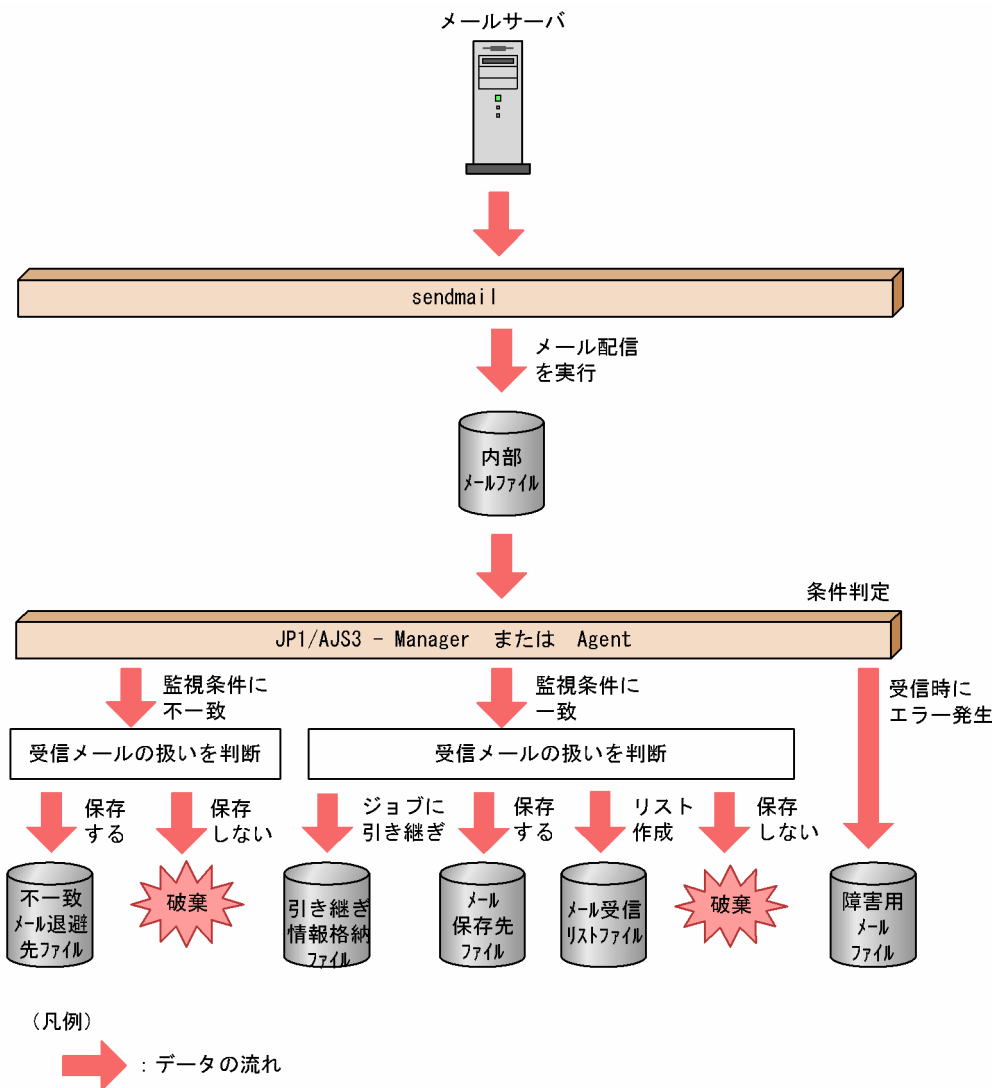 メールサーバ
sendmail
メール配信
を実行
内部
メールファイル
条件判定
JP1/AJS3 - Manager または Agent
監視条件に
不一致
監視条件に
一致
受信時に
エラー発生
受信メールの扱いを判断
受信メールの扱いを判断
保存
する
保存
しない
ジョブに
引き継ぎ
保存
する
リスト
作成
保存
しない
不一致
メール退避
先ファイル
破棄
引き継ぎ
情報格納
ファイル
メール
保存先
ファイル
メール受信
リストファイル
破棄
障害用
メール
ファイル
(凡例)
:データの流れ